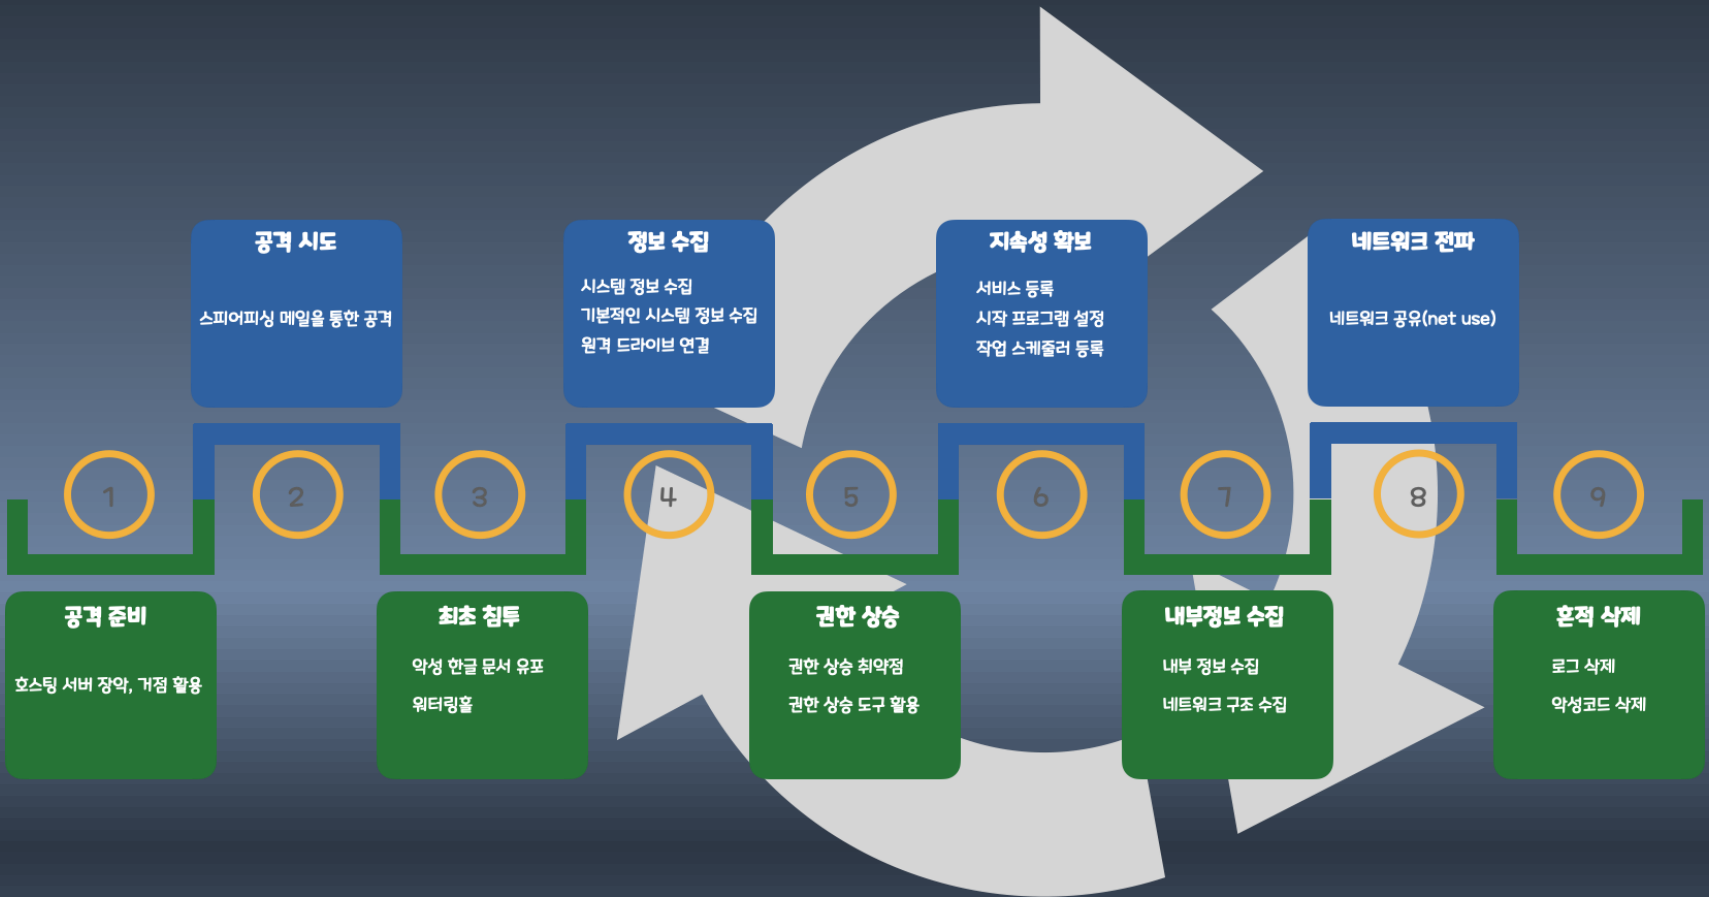 공격 시도
스피어피싱 메일을 통한 공격
정보 수집
시스템 정보 수집
기본적인 시스템 정보 수집
원격 드라이브 연결
지속성 확보
서비스 등록
시작 프로그램 설정
작업 스케줄러 등록
네트워크 전파
네트워크 공유(net use)
1
2
3
4
5
6
7
8
9
공격 준비
호스팅 서버 장악, 거점 활용
최초 침투
악성 한글 문서 유포
워터링홀
권한 상승
권한 상승 취약점
권한 상승 도구 활용
내부정보 수집
내부 정보 수집
네트워크 구조 수집
흔적 삭제
로그 삭제
악성코드 삭제